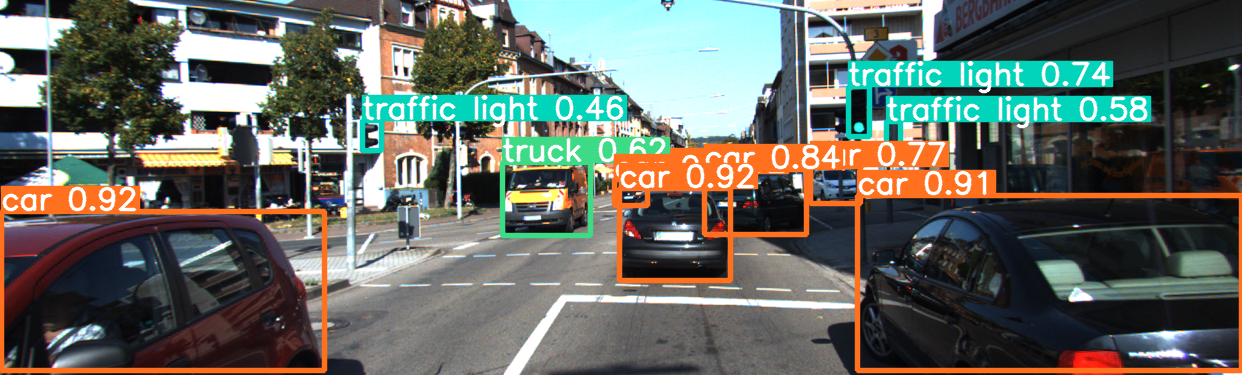 BERGBA
traffic light 0.74
traffic light 0.46
traffic light 0.58
truck 0.62
car 0.84
0.77
car 0.92
car 0.91
car 0.92